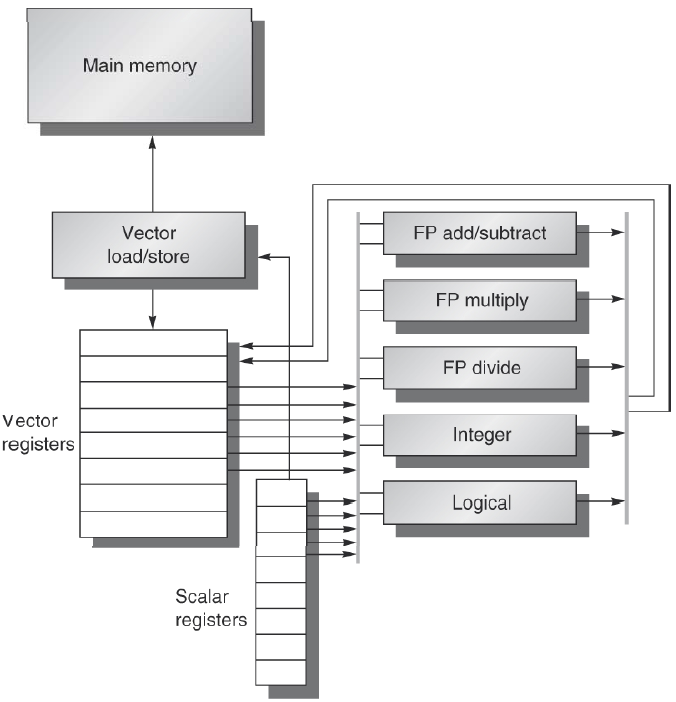 Main memory
Vector
load/store
FP add/subtract
FP multiply
FP divide
Integer
Logical
Vector
registers
Scalar
registers